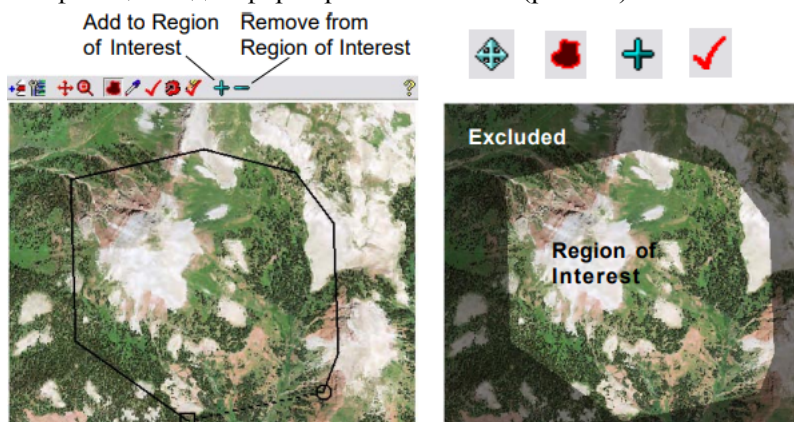 Add to Region
of Interest
Remove from
Region of Interest
Excluded
Region of
Interest